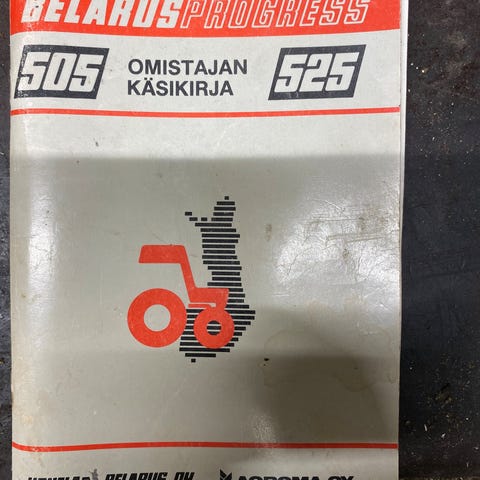 BELARUS PROGRESS
505 OMISTAJAN KÄSIKIRJA 525
BELARUS OY AGROMA OY